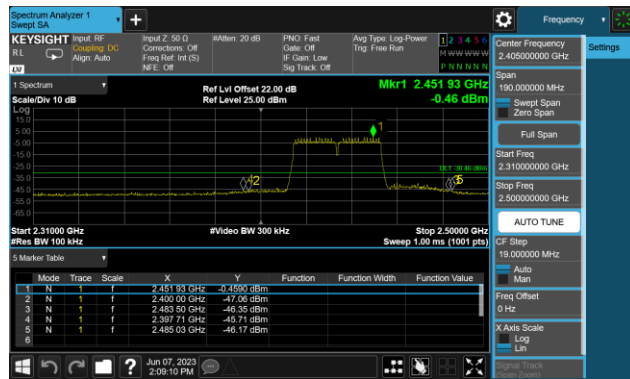 Spectrum Analyzer 1
Swept SA
Frequency
KEYSIGHT
RL
LXI
Input: RF
Coupling: DC
Align: Auto
Input Z: 50 Ω
Corrections: Off
Freq Ref: Int (S)
NFE: Off
#Atten: 20 dB
PNO: Fast
Gate: Off
IF Gain: Low
Sig Track: Off
Avg Type: Log-Power
Trig: Free Run
1 2 3 4 5 6
M W W W W W
P N N N N N
1 Spectrum
Scale/Div 10 dB
Ref Lvl Offset 22.00 dB
Ref Level 25.00 dBm
Mkr1 2.451 93 GHz
-0.46 dBm
Log
15.0
5.00
-5.00
-15.0
-25.0
-35.0
-45.0
-55.0
-65.0
1
DL1 -30.46 dBm
Start 2.31000 GHz
#Res BW 100 kHz
#Video BW 300 kHz
Stop 2.50000 GHz
Sweep 1.00 ms (1001 pts)
5 Marker Table
Mode Trace Scale X Y Function Function Width Function Value
1 N 1 f 2.451 93 GHz -0.4590 dBm
2 N 1 f 2.400 00 GHz -47.06 dBm
3 N 1 f 2.483 50 GHz -46.35 dBm
4 N 1 f 2.397 71 GHz -45.71 dBm
5 N 1 f 2.485 03 GHz -46.17 dBm
6
?
Jun 07, 2023
2:09:10 PM
Center Frequency
2.405000000 GHz
Span
190.000000 MHz
Swept Span
Zero Span
Full Span
Start Freq
2.310000000 GHz
Stop Freq
2.500000000 GHz
AUTO TUNE
CF Step
19.000000 MHz
Auto
Man
Freq Offset
0 Hz
X Axis Scale
Log
Lin
Signal Track
(Span Zoom)
Settings